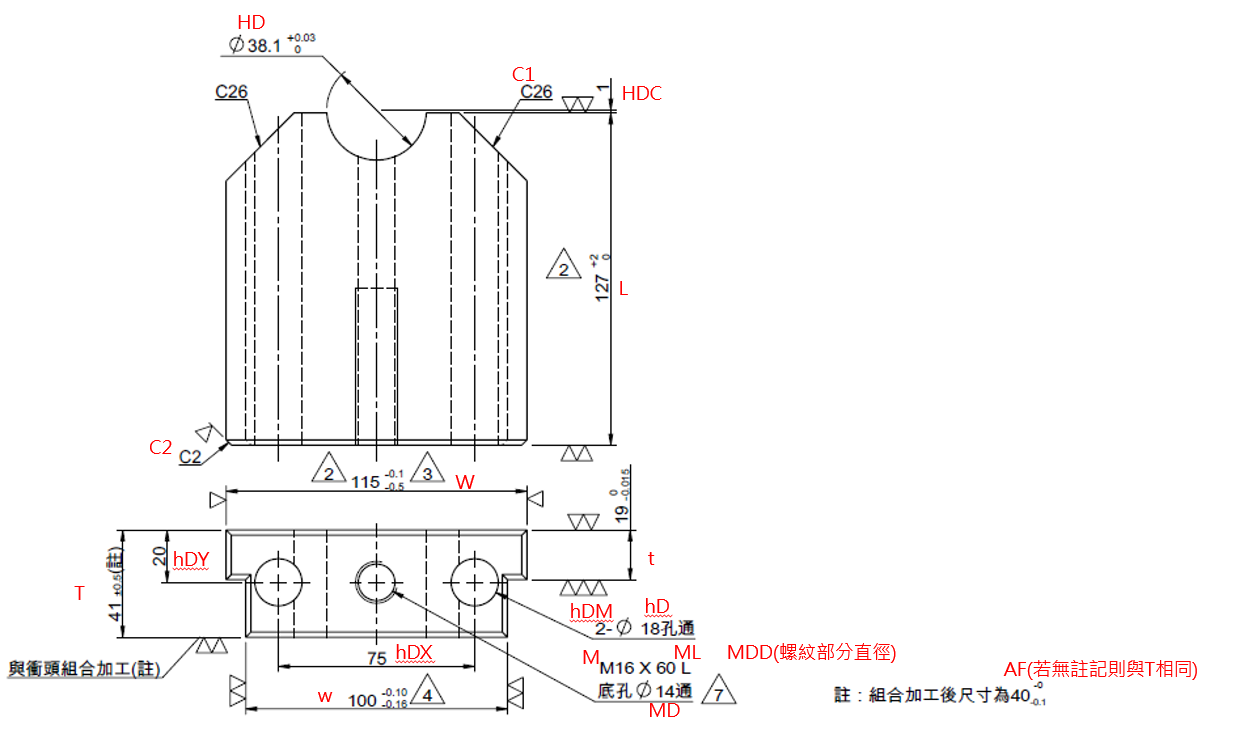 HD
∅38.1 +0.03 0
C1
C26
C26
1
HDC
2
127 +2 0
L
C2
C2
2
115 -0.1 -0.5
3
W
19 0 -0.015
20
hDY
41 ±0.5(註)
T
t
hDM
hD
2-∅ 18孔通
75
hDX
M
ML
MDD(螺紋部分直徑)
M16 X 60 L
底孔∅14通
7
MD
與衝頭組合加工(註)
w
100 -0.10 -0.16
4
AF(若無註記則與T相同)
註：組合加工後尺寸為40 -0 -0.1